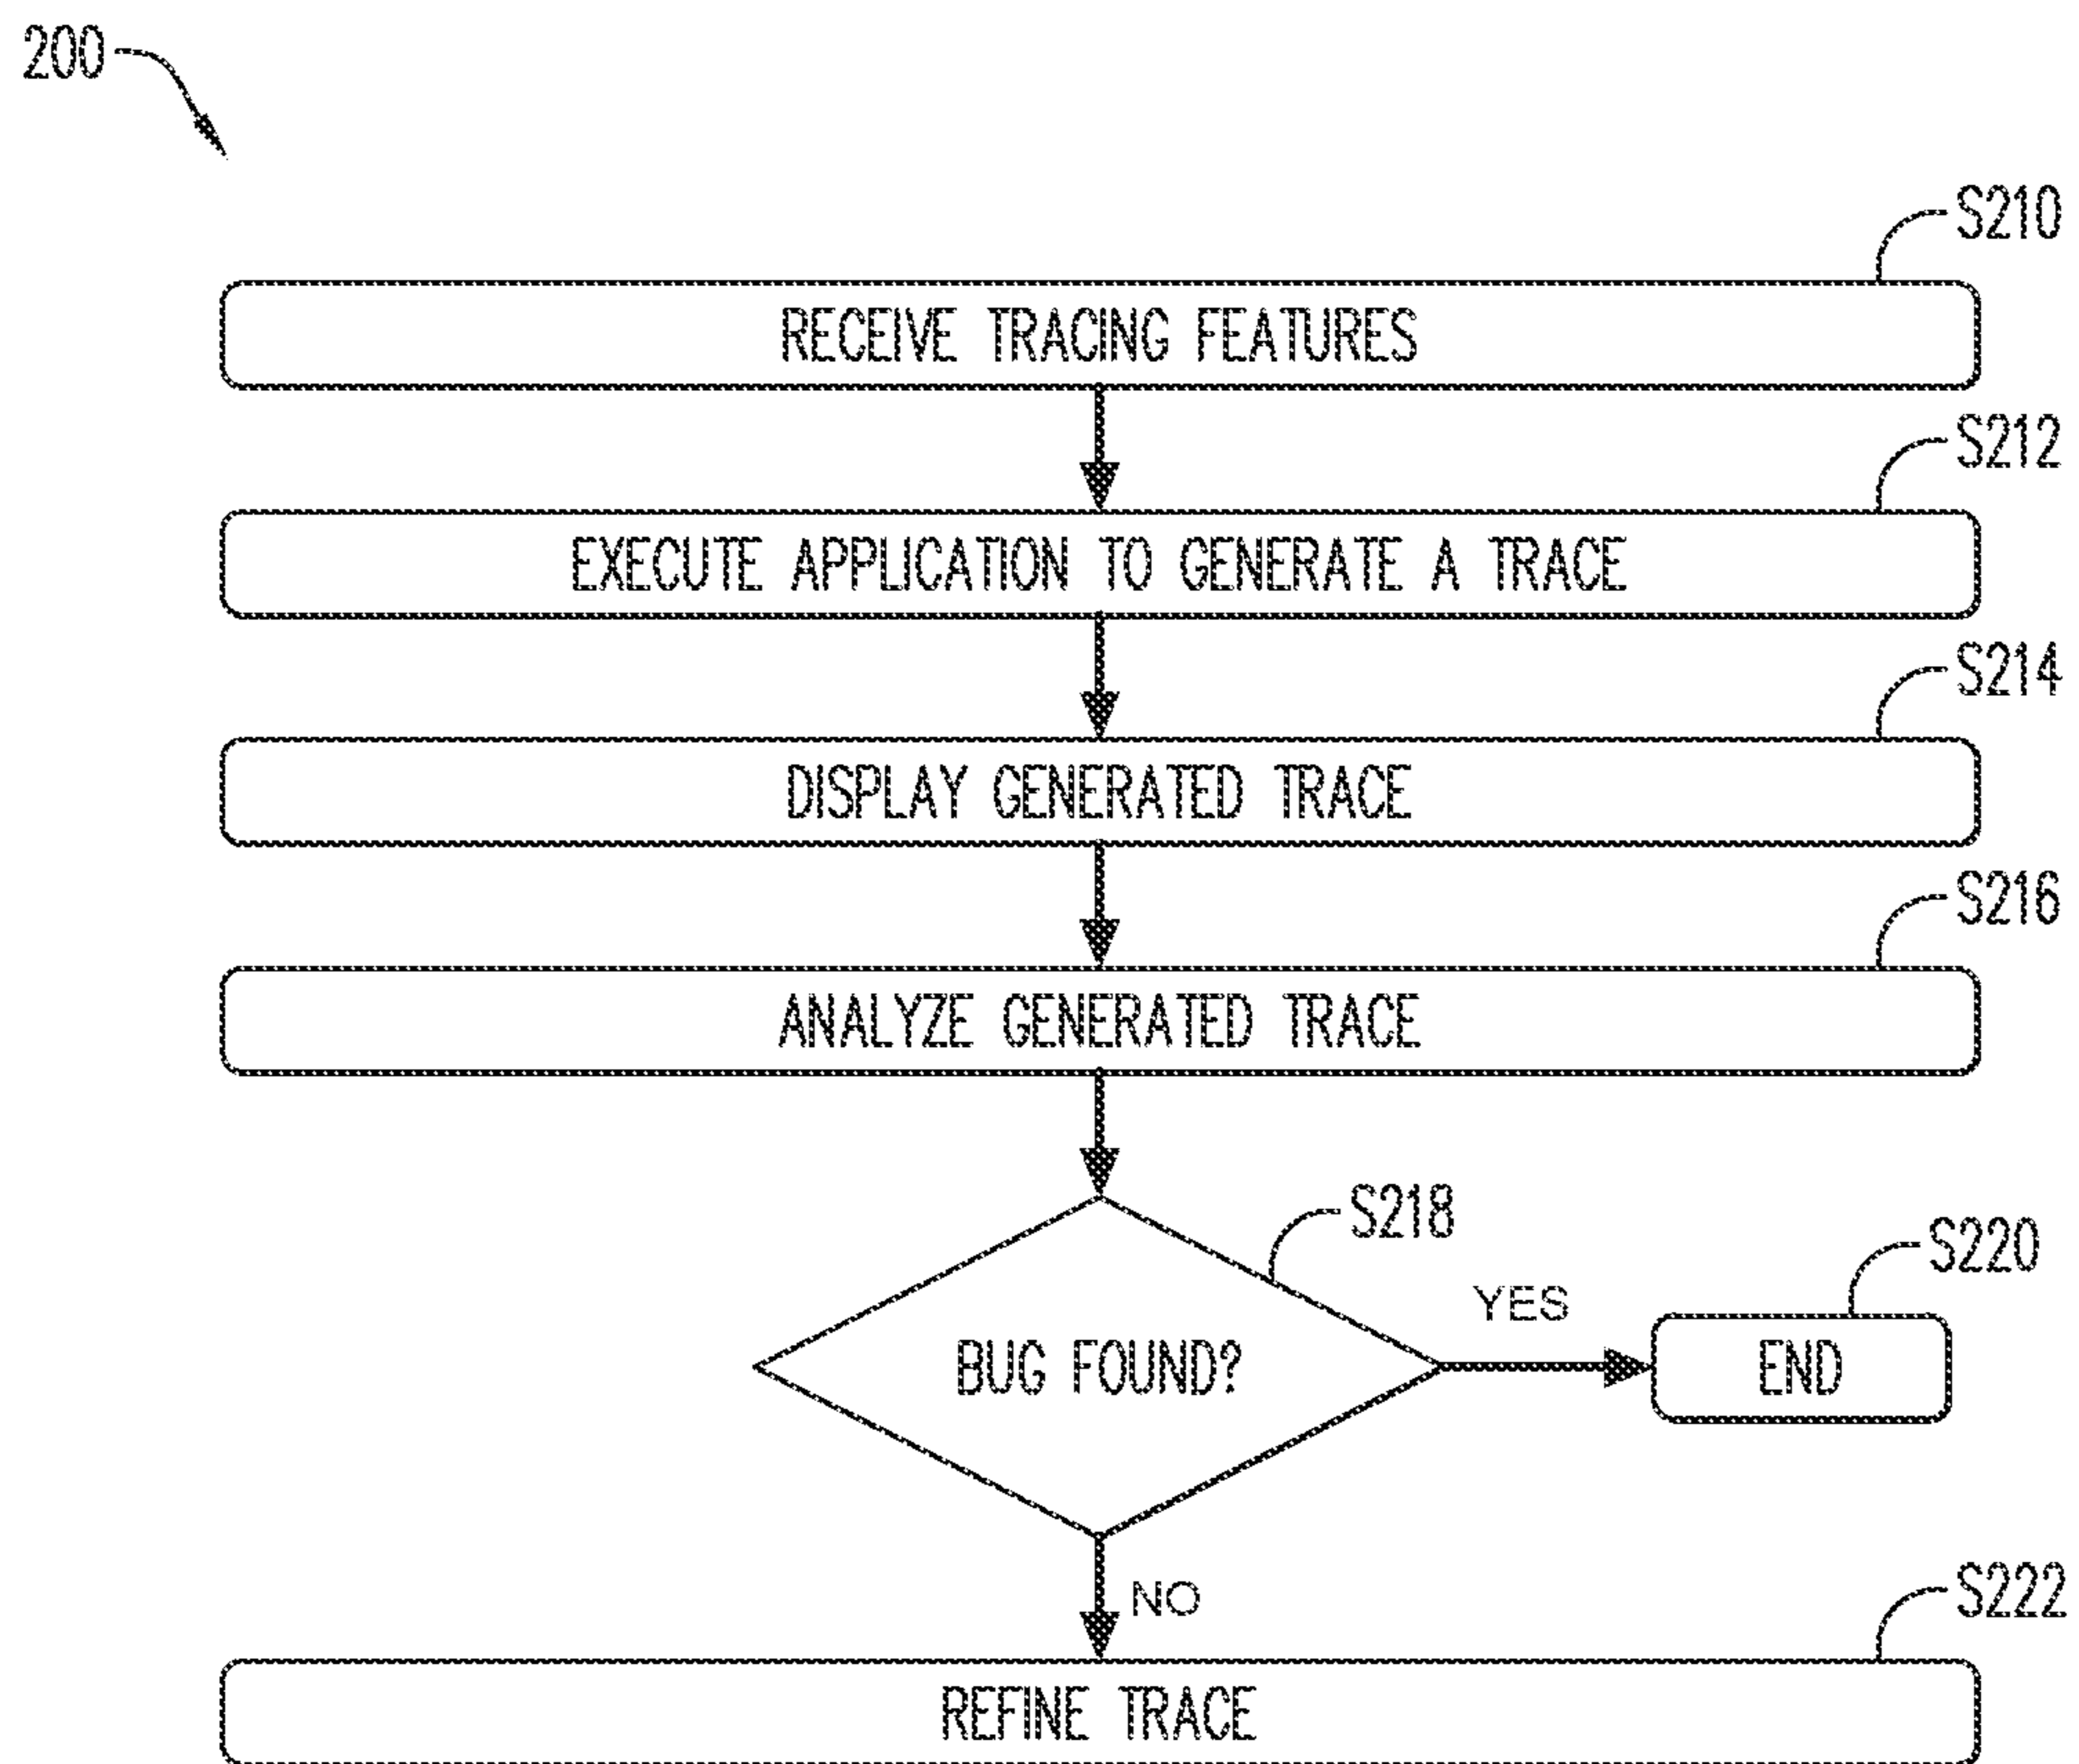 200
S210
RECEIVE TRACING FEATURES
S212
EXECUTE APPLICATION TO GENERATE A TRACE
S214
DISPLAY GENERATED TRACE
S216
ANALYZE GENERATED TRACE
S218
BUG FOUND?
YES
S220
END
NO
S222
REFINE TRACE